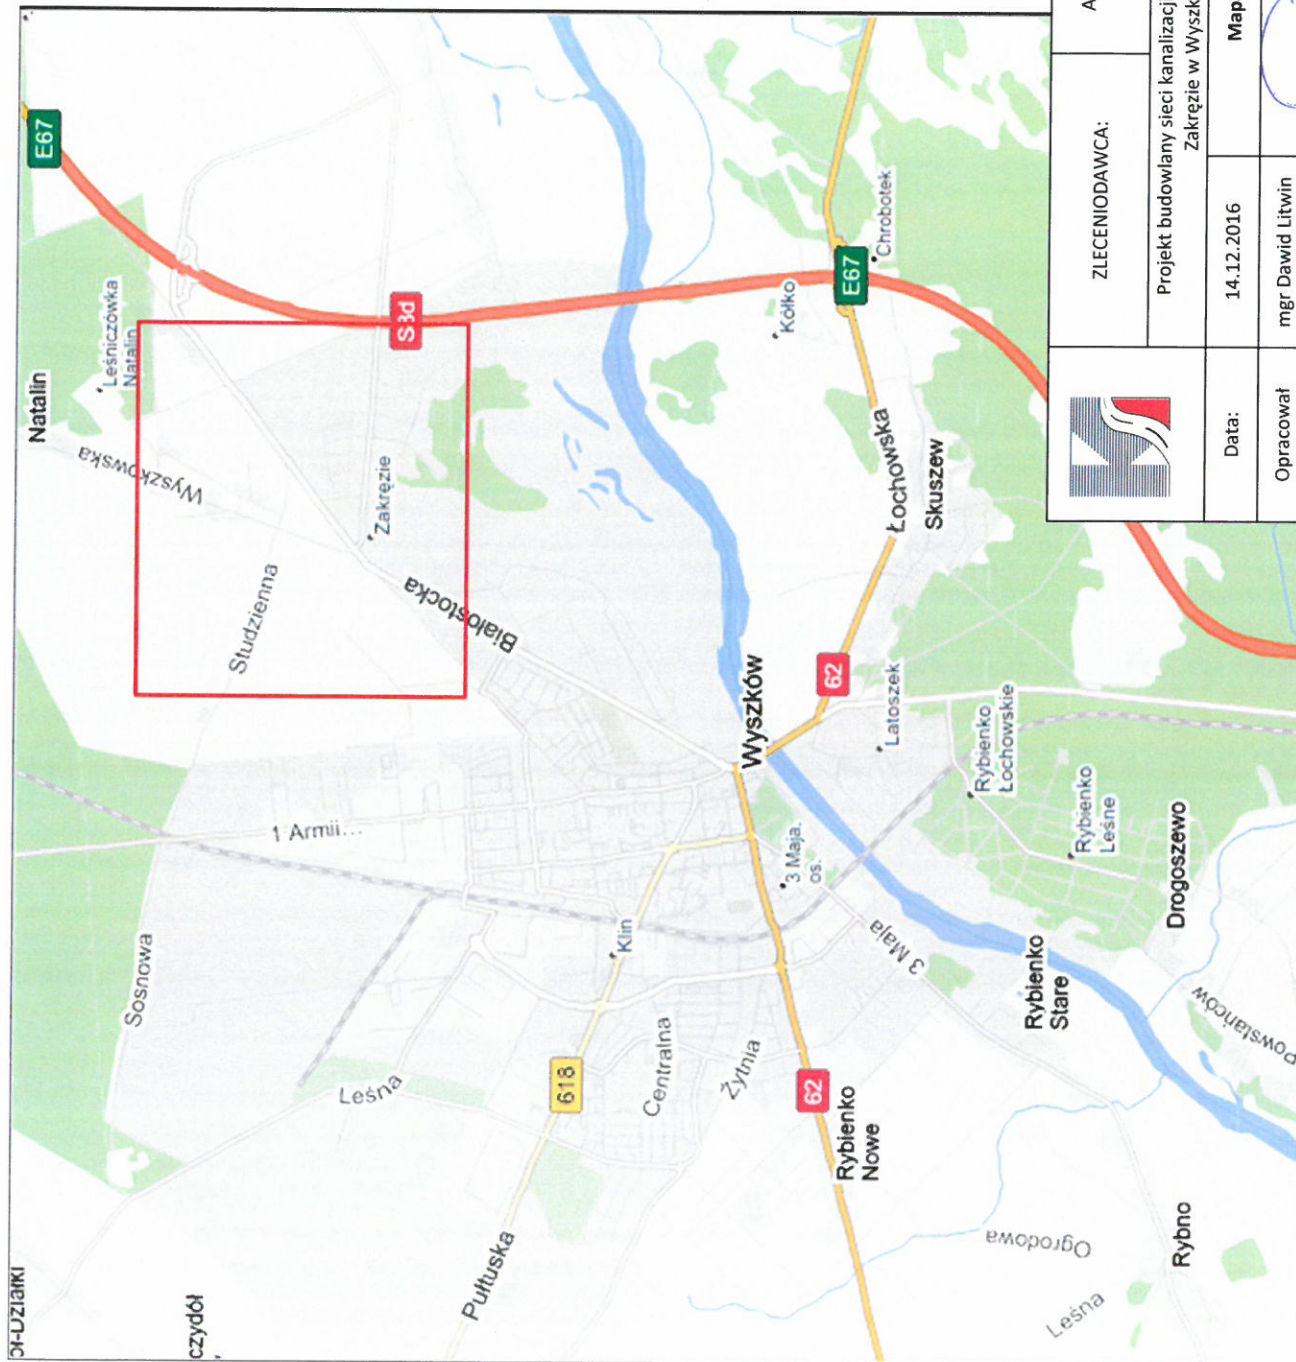 E67
Natalin
Leśniczówka
Natalin
Wyszkowska
S8d
Zakręzie
Studzienna
Białostocka
Kółko
E67
Chrobotek
Łochowska
Skuszew
62
Wyszków
Latoszek
Rybienko
Łochowskie
Rybienko
Leśne
Drogoszewo
1 Armii...
3 Maja.
os.
Klin
3 Maja
Sosnowa
Leśna
618
Centralna
Żytnia
62
Rybienko
Nowe
Rybienko
Stare
Powstańców
Pułtuska
Ogrodowa
Leśna
Rybno
czydół
ZLECENIODAWCA:
A
Projekt budowlany sieci kanalizacj
Zakręzie w Wyszk
Data:
14.12.2016
Map
Opracował
mgr Dawid Litwin